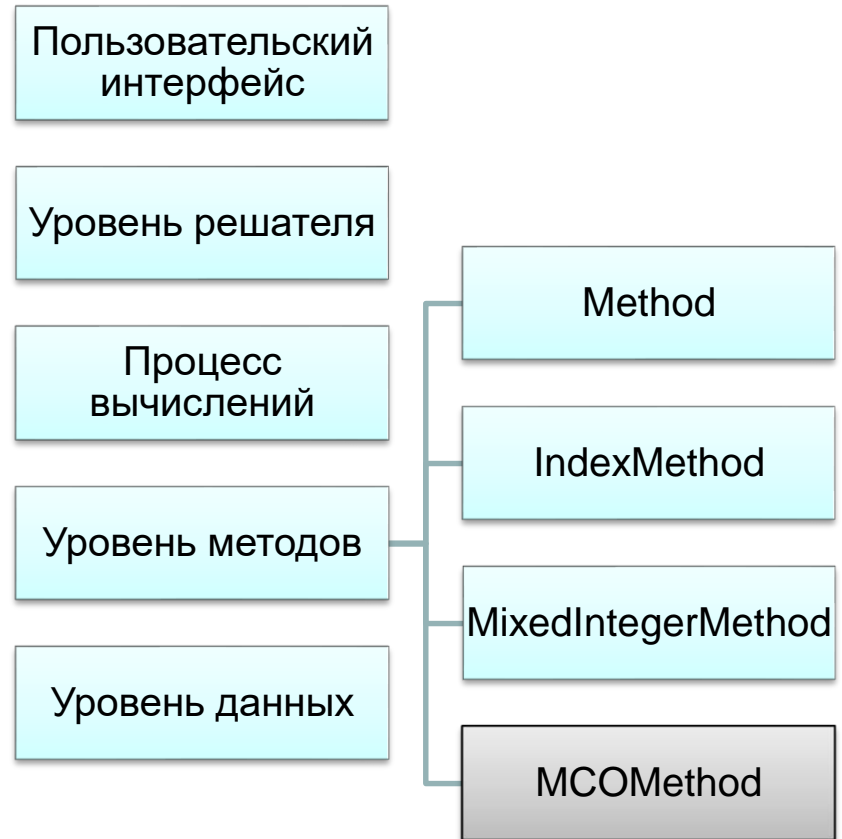 Пользовательский
интерфейс
Уровень решателя
Процесс
вычислений
Уровень методов
Уровень данных
Method
IndexMethod
MixedIntegerMethod
MCOMethod